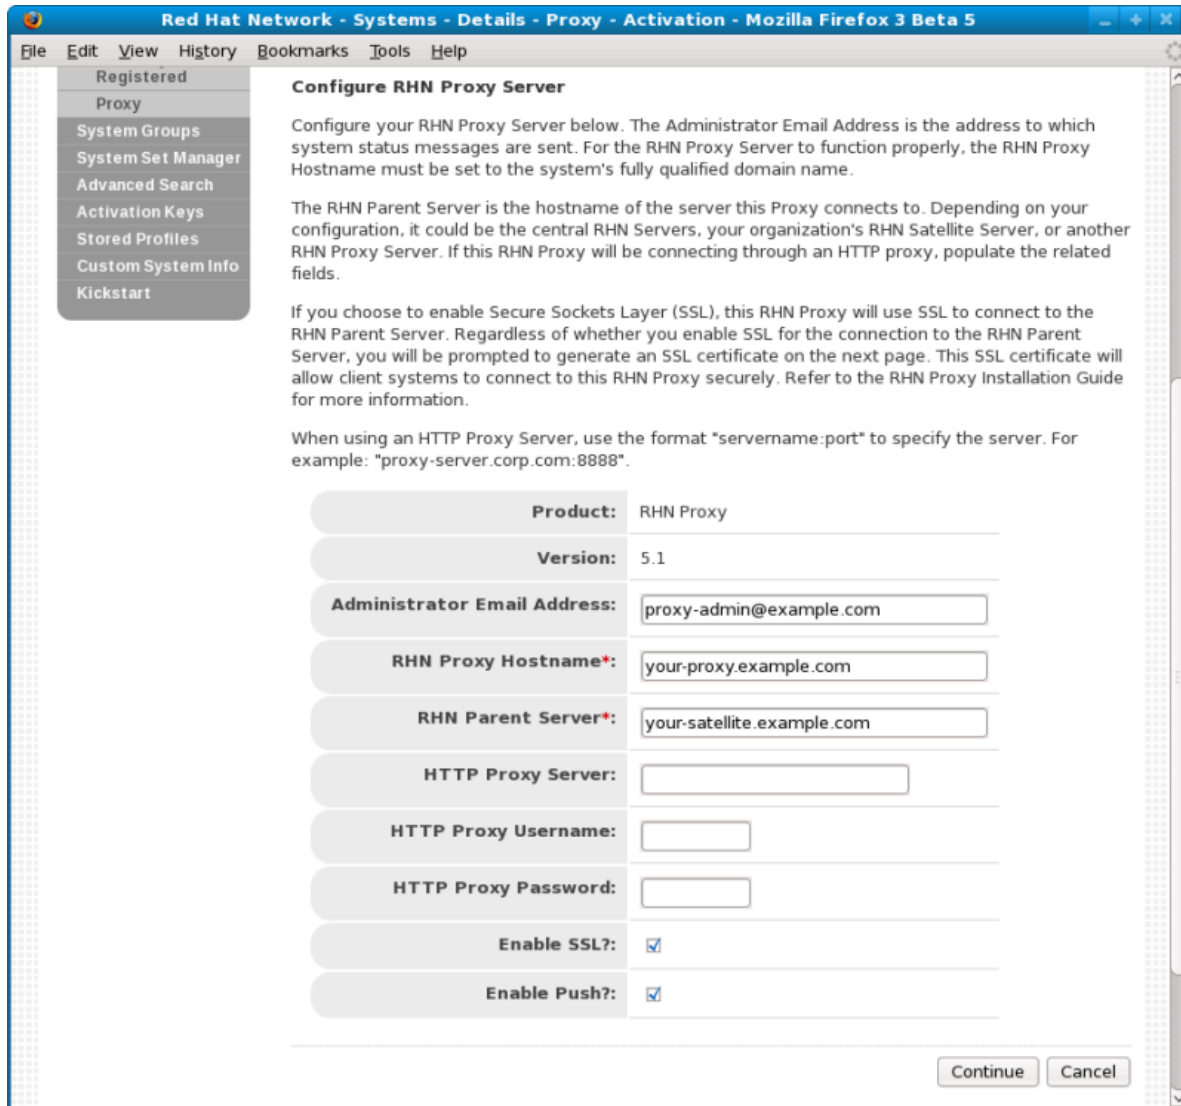 Red Hat Network - Systems - Details - Proxy - Activation - Mozilla Firefox 3 Beta 5
File Edit View History Bookmarks Tools Help
Registered
Proxy
System Groups
System Set Manager
Advanced Search
Activation Keys
Stored Profiles
Custom System Info
Kickstart
Configure RHN Proxy Server
Configure your RHN Proxy Server below. The Administrator Email Address is the address to which
system status messages are sent. For the RHN Proxy Server to function properly, the RHN Proxy
Hostname must be set to the system's fully qualified domain name.
The RHN Parent Server is the hostname of the server this Proxy connects to. Depending on your
configuration, it could be the central RHN Servers, your organization's RHN Satellite Server, or another
RHN Proxy Server. If this RHN Proxy will be connecting through an HTTP proxy, populate the related
fields.
If you choose to enable Secure Sockets Layer (SSL), this RHN Proxy will use SSL to connect to the
RHN Parent Server. Regardless of whether you enable SSL for the connection to the RHN Parent
Server, you will be prompted to generate an SSL certificate on the next page. This SSL certificate will
allow client systems to connect to this RHN Proxy securely. Refer to the RHN Proxy Installation Guide
for more information.
When using an HTTP Proxy Server, use the format "servername:port" to specify the server. For
example: "proxy-server.corp.com:8888".
Product: RHN Proxy
Version: 5.1
Administrator Email Address: proxy-admin@example.com
RHN Proxy Hostname*: your-proxy.example.com
RHN Parent Server*: your-satellite.example.com
HTTP Proxy Server:
HTTP Proxy Username:
HTTP Proxy Password:
Enable SSL?:
Enable Push?:
Continue Cancel